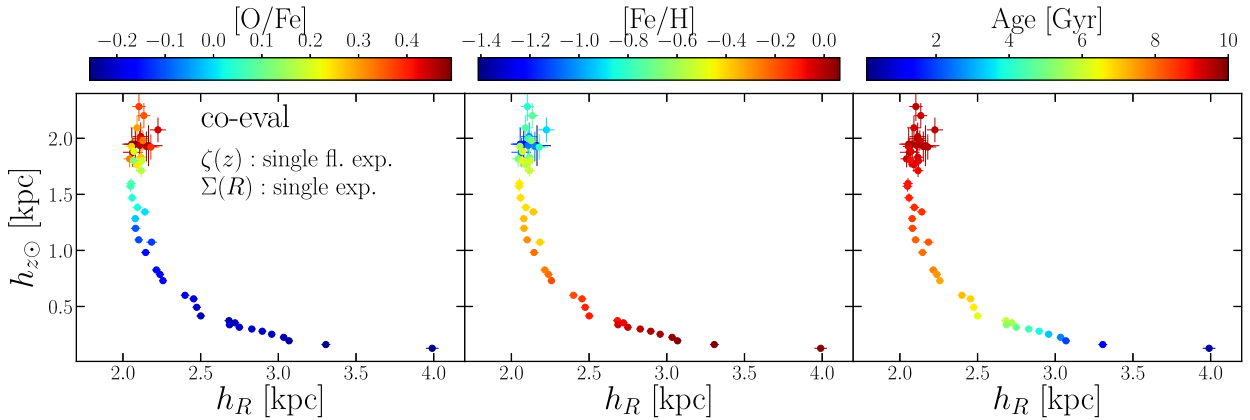 [O/Fe] [Fe/H] Age [Gyr]
−0.2 −0.1 0.0 0.1 0.2 0.3 0.4 −1.4 −1.2 −1.0 −0.8 −0.6 −0.4 −0.2 0.0 2 4 6 8 10
co-eval
ζ(z) : single fl. exp.
Σ(R) : single exp.
h_{z⊙} [kpc]
2.0
1.5
1.0
0.5
2.0 2.5 3.0 3.5 4.0 2.0 2.5 3.0 3.5 4.0 2.0 2.5 3.0 3.5 4.0
h_R [kpc] h_R [kpc] h_R [kpc]